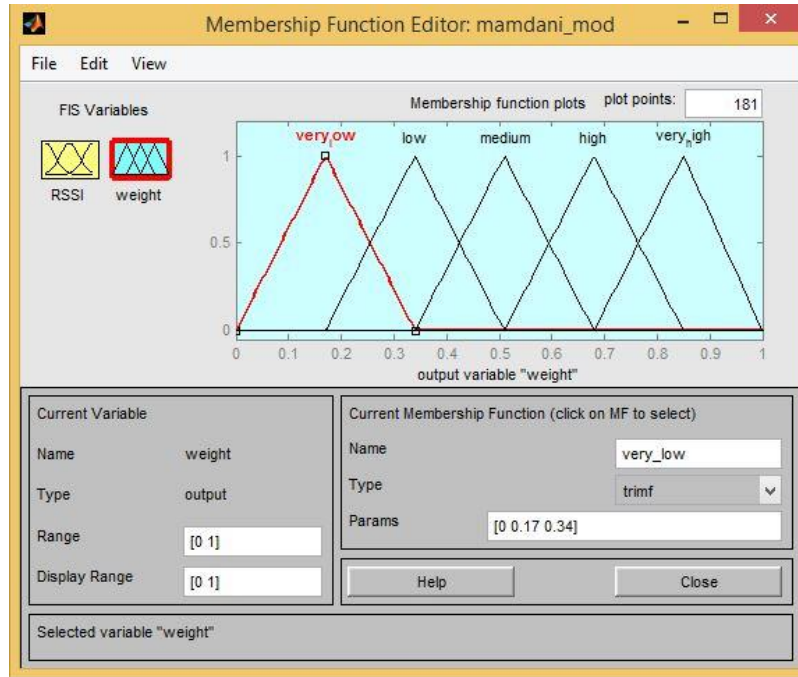 Membership Function Editor: mamdani_mod
File Edit View
FIS Variables
RSSI weight
Membership function plots plot points: 181
very_low low medium high very_high
1
0.5
0
0 0.1 0.2 0.3 0.4 0.5 0.6 0.7 0.8 0.9 1
output variable "weight"
Current Variable
Name weight
Type output
Range [0 1]
Display Range [0 1]
Current Membership Function (click on MF to select)
Name very_low
Type trimf
Params [0 0.17 0.34]
Help Close
Selected variable "weight"